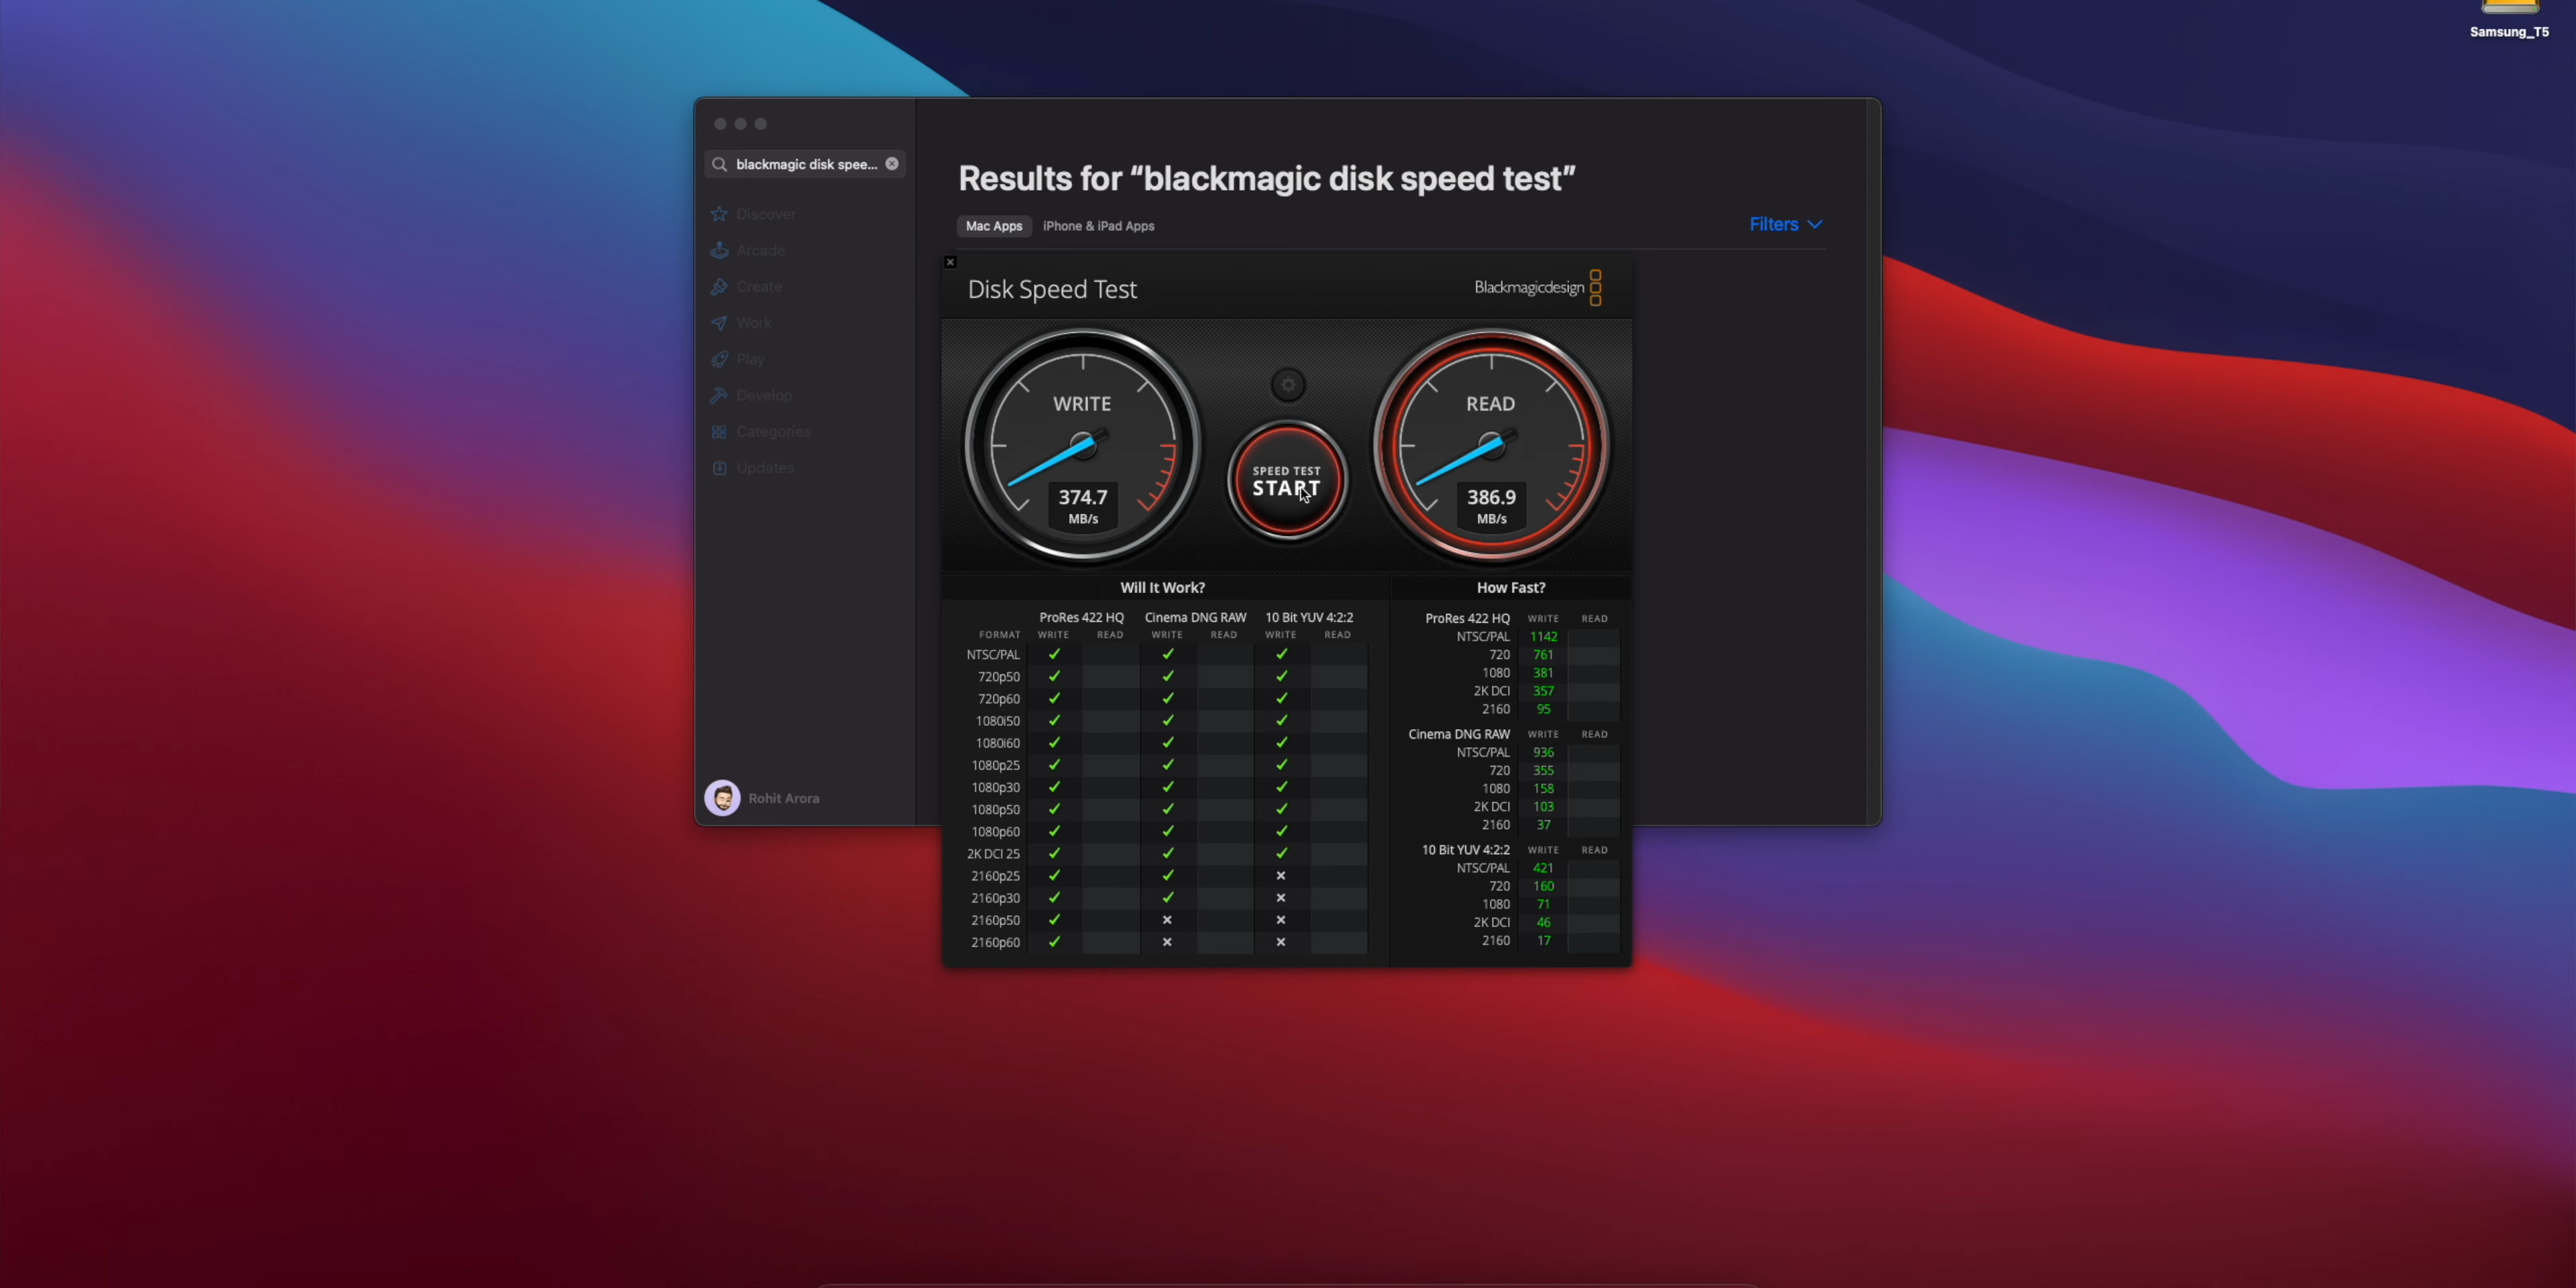 Samsung_T5
blackmagic disk spee...
Discover
Arcade
Create
Work
Play
Develop
Categories
Updates
Rohit Arora
Results for “blackmagic disk speed test”
Mac Apps iPhone & iPad Apps Filters
Disk Speed Test Blackmagicdesign
WRITE
374.7
MB/s
SPEED TEST
START
READ
386.9
MB/s
Will It Work?
ProRes 422 HQ Cinema DNG RAW 10 Bit YUV 4:2:2
FORMAT WRITE READ WRITE READ WRITE READ
NTSC/PAL ✓ ✓ ✓
720p50 ✓ ✓ ✓
720p60 ✓ ✓ ✓
1080i50 ✓ ✓ ✓
1080i60 ✓ ✓ ✓
1080p25 ✓ ✓ ✓
1080p30 ✓ ✓ ✓
1080p50 ✓ ✓ ✓
1080p60 ✓ ✓ ✓
2K DCI 25 ✓ ✓ ✓
2160p25 ✓ ✓ ×
2160p30 ✓ ✓ ×
2160p50 ✓ × ×
2160p60 ✓ × ×
How Fast?
ProRes 422 HQ WRITE READ
NTSC/PAL 1142
720 761
1080 381
2K DCI 357
2160 95
Cinema DNG RAW WRITE READ
NTSC/PAL 936
720 355
1080 158
2K DCI 103
2160 37
10 Bit YUV 4:2:2 WRITE READ
NTSC/PAL 421
720 160
1080 71
2K DCI 46
2160 17